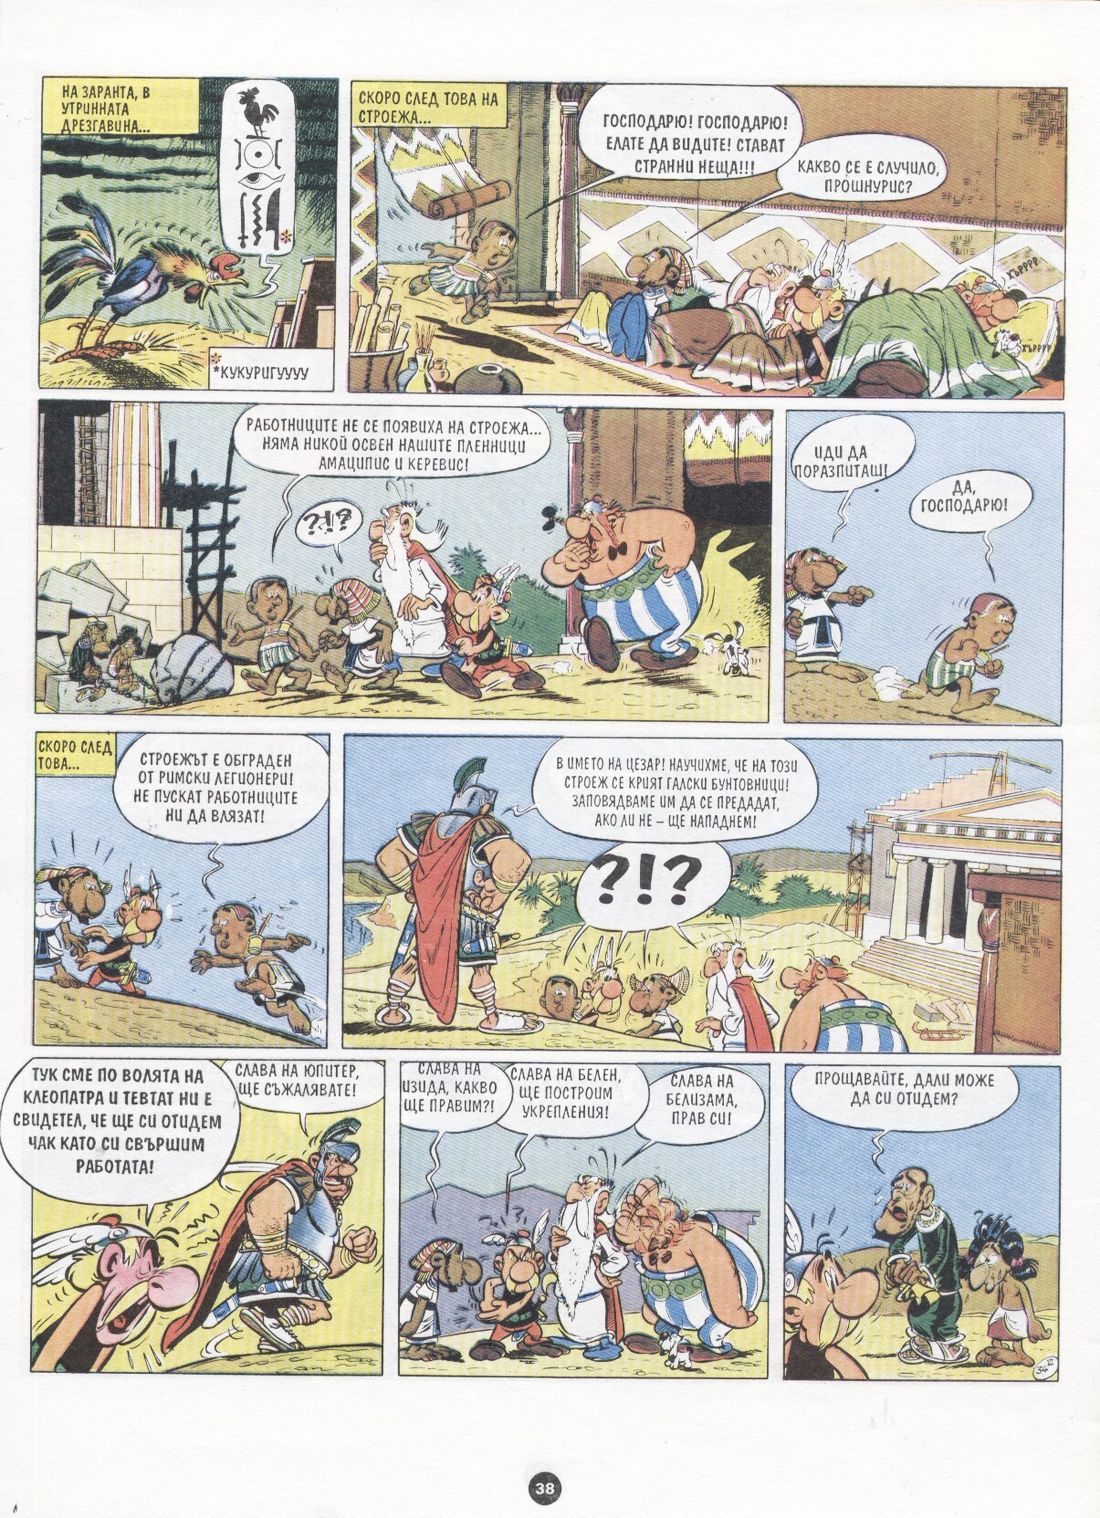 НА ЗАРАНТА, В
УТРИННАТА
ДРЕЗГАВИНА...
*
*КУКУРИГУУУУ
СКОРО СЛЕД ТОВА НА
СТРОЕЖА...
ГОСПОДАРЮ! ГОСПОДАРЮ!
ЕЛАТЕ ДА ВИДИТЕ! СТАВАТ
СТРАННИ НЕЩА!!!
КАКВО СЕ Е СЛУЧИЛО,
ПРОШНУРИС?
ХЪРРРР
ХЪРРРР
РАБОТНИЦИТЕ НЕ СЕ ПОЯВИХА НА СТРОЕЖА...
НЯМА НИКОЙ ОСВЕН НАШИТЕ ПЛЕННИЦИ
АМАЦИПИС И КЕРЕВИС!
?!?
ИДИ ДА
ПОРАЗПИТАШ!
ДА,
ГОСПОДАРЮ!
СКОРО СЛЕД
ТОВА...
СТРОЕЖЪТ Е ОБГРАДЕН
ОТ РИМСКИ ЛЕГИОНЕРИ!
НЕ ПУСКАТ РАБОТНИЦИТЕ
НИ ДА ВЛЯЗАТ!
В ИМЕТО НА ЦЕЗАР! НАУЧИХМЕ, ЧЕ НА ТОЗИ
СТРОЕЖ СЕ КРИЯТ ГАЛСКИ БУНТОВНИЦИ!
ЗАПОВЯДВАМЕ ИМ ДА СЕ ПРЕДАДАТ,
АКО ЛИ НЕ – ЩЕ НАПАДНЕМ!
?!?
ТУК СМЕ ПО ВОЛЯТА НА
КЛЕОПАТРА И ТЕВТАТ НИ Е
СВИДЕТЕЛ, ЧЕ ЩЕ СИ ОТИДЕМ
ЧАК КАТО СИ СВЪРШИМ
РАБОТАТА!
СЛАВА НА ЮПИТЕР,
ЩЕ СЪЖАЛЯВАТЕ!
СЛАВА НА
ИЗИДА, КАКВО
ЩЕ ПРАВИМ?!
СЛАВА НА БЕЛЕН,
ЩЕ ПОСТРОИМ
УКРЕПЛЕНИЯ!
СЛАВА НА
БЕЛИЗАМА,
ПРАВ СИ!
ПРОЩАВАЙТЕ, ДАЛИ МОЖЕ
ДА СИ ОТИДЕМ?
34 VI
38